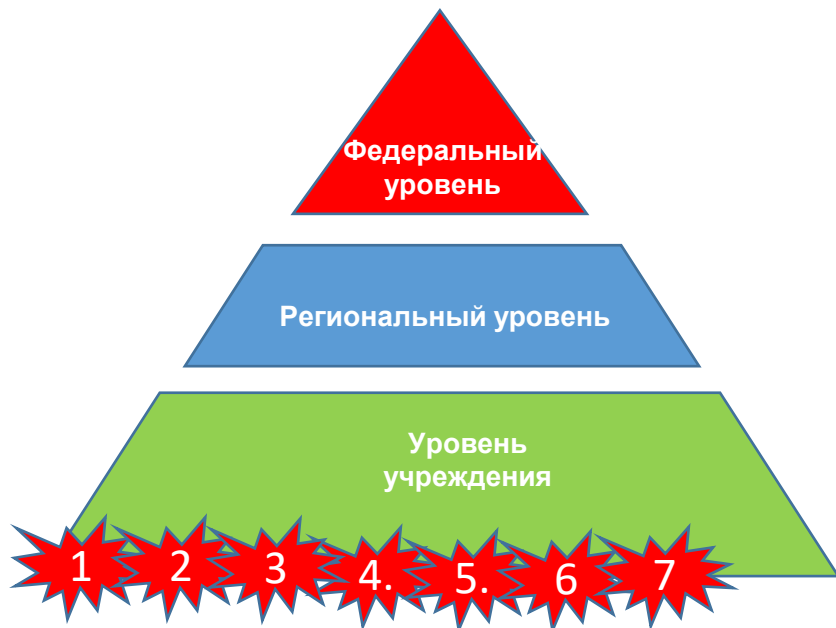 Федеральный
уровень
Региональный уровень
Уровень
учреждения
1 2 3 4. 5. 6 7